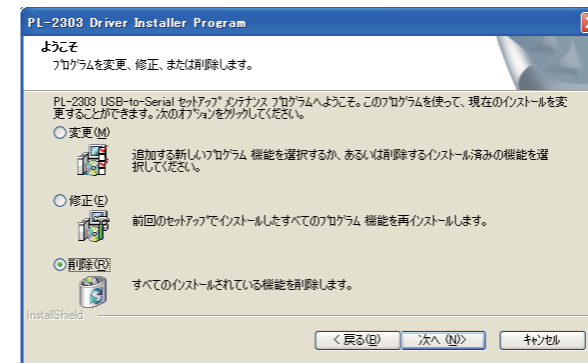 PL-2303 Driver Installer Program
ようこそ
プログラムを変更、修正、または削除します。
PL-2303 USB-to-Serial セットアップ メンテナンス プログラムへようこそ。このプログラムを使って、現在のインストールを変
更することができます。次のオプションをクリックしてください。
変更(M)
追加する新しいプログラム 機能を選択するか、あるいは削除するインストール済みの機能を選
択してください。
修正(E)
前回のセットアップでインストールしたすべてのプログラム 機能を再インストールします。
削除(R)
すべてのインストールされている機能を削除します。
InstallShield
< 戻る(B)
次へ (N)>
キャンセル